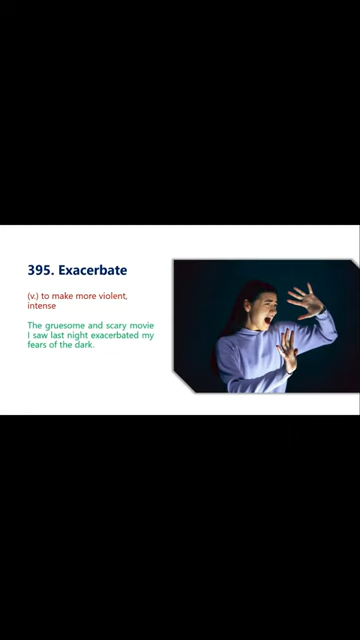 395. Exacerbate
(v.) to make more violent,
intense
The gruesome and scary movie
I saw last night exacerbated my
fears of the dark.